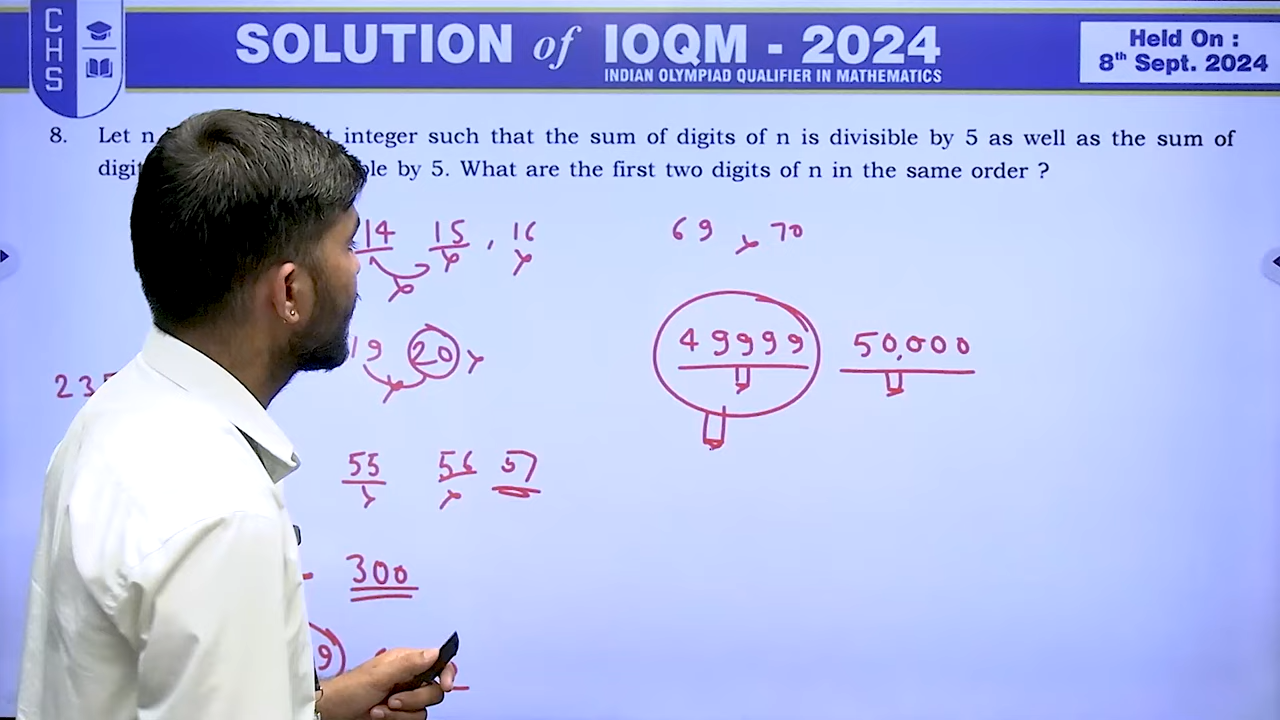 CHS
SOLUTION of IOQM - 2024
INDIAN OLYMPIAD QUALIFIER IN MATHEMATICS
Held On :
8th Sept. 2024
8. Let n integer such that the sum of digits of n is divisible by 5 as well as the sum of
by 5. What are the first two digits of n in the same order ?
14 15 , 16
69 70
19 20
49999 50,000
235
55 56 57
300
9